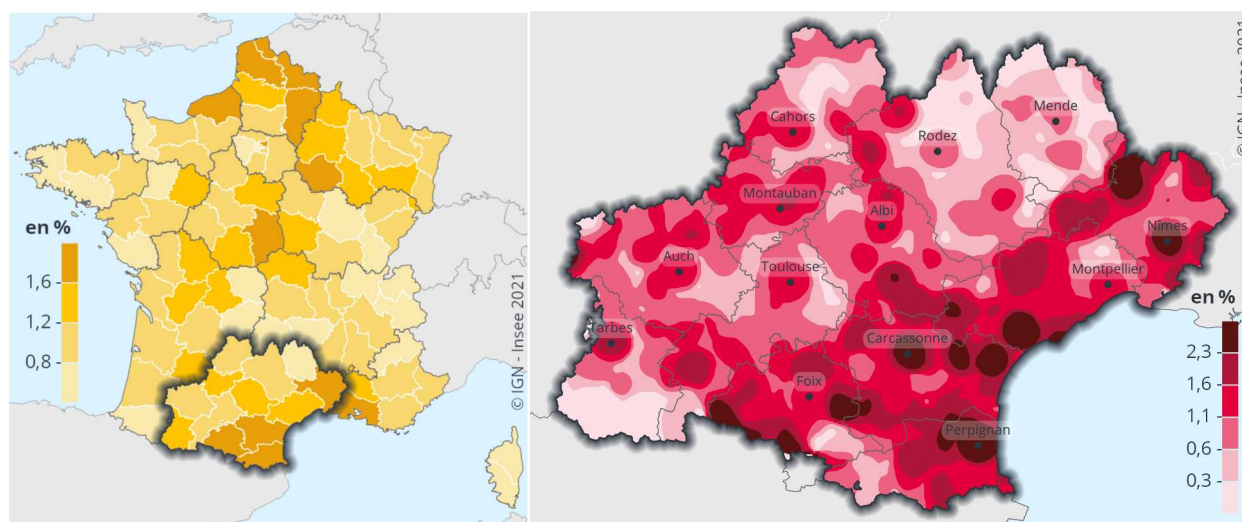 en %
1,6
1,2
0,8
© IGN - Insee 2021
Cahors
Mende
Rodez
Montauban
Albi
Nîmes
Auch
Toulouse
Montpellier
Tarbes
Carcassonne
Foix
Perpignan
en %
2,3
1,6
1,1
0,6
0,3
© IGN - Insee 2021